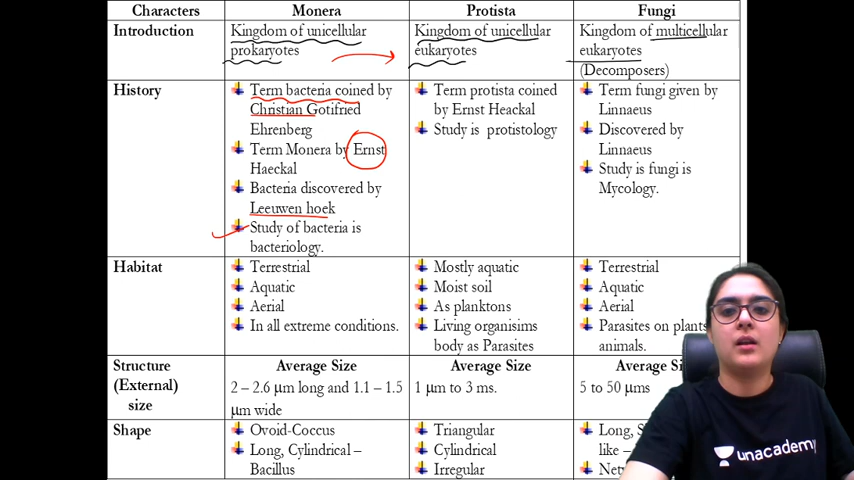 Characters Monera Protista Fungi
Introduction Kingdom of unicellular Kingdom of unicellular Kingdom of multicellular
prokaryotes eukaryotes eukaryotes
(Decomposers)
History Term bacteria coined by Term protista coined Term fungi given by
Christian Gotifried by Ernst Heackal Linnaeus
Ehrenberg Study is protistology Discovered by
Term Monera by Ernst Linnaeus
Haeckal Study is fungi is
Bacteria discovered by Mycology.
Leeuwen hoek
Study of bacteria is
bacteriology.
Habitat Terrestrial Mostly aquatic Terrestrial
Aquatic Moist soil Aquatic
Aerial As planktons Aerial
In all extreme conditions. Living organisims Parasites on plants
body as Parasites animals.
Structure Average Size Average Size Average
(External) 2 – 2.6 µm long and 1.1 – 1.5 1 µm to 3 ms. 5 to 50 µms
size µm wide
Shape Ovoid-Coccus Triangular Long,
Long, Cylindrical – Cylindrical like –
Bacillus Irregular
unacademy